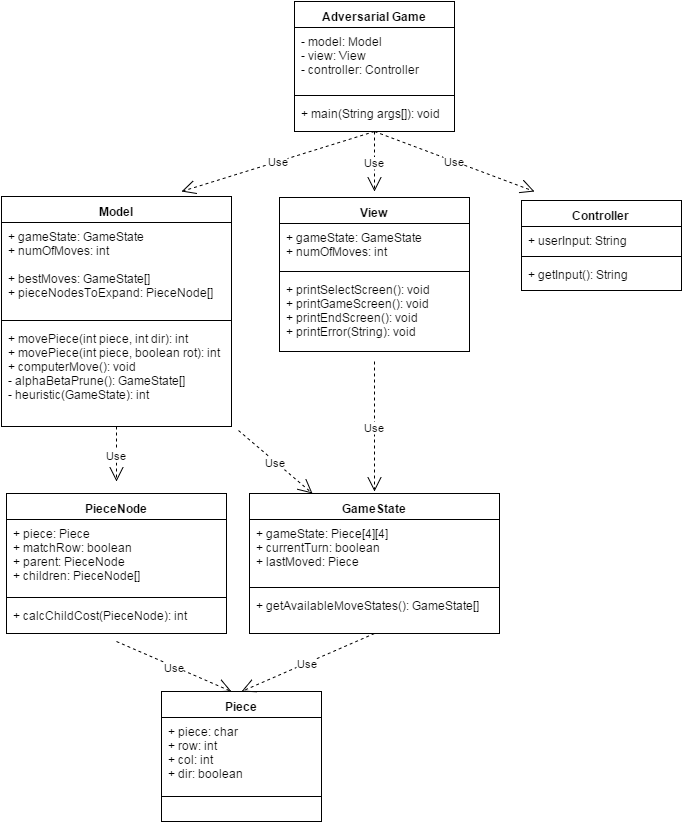 Adversarial Game
- model: Model
- view: View
- controller: Controller
+ main(String args[]): void
Use
Use
Use
Model
+ gameState: GameState
+ numOfMoves: int
+ bestMoves: GameState[]
+ pieceNodesToExpand: PieceNode[]
+ movePiece(int piece, int dir): int
+ movePiece(int piece, boolean rot): int
+ computerMove(): void
- alphaBetaPrune(): GameState[]
- heuristic(GameState): int
View
+ gameState: GameState
+ numOfMoves: int
+ printSelectScreen(): void
+ printGameScreen(): void
+ printEndScreen(): void
+ printError(String): void
Controller
+ userInput: String
+ getInput(): String
Use
Use
Use
PieceNode
+ piece: Piece
+ matchRow: boolean
+ parent: PieceNode
+ children: PieceNode[]
+ calcChildCost(PieceNode): int
GameState
+ gameState: Piece[4][4]
+ currentTurn: boolean
+ lastMoved: Piece
+ getAvailableMoveStates(): GameState[]
Use
Use
Piece
+ piece: char
+ row: int
+ col: int
+ dir: boolean